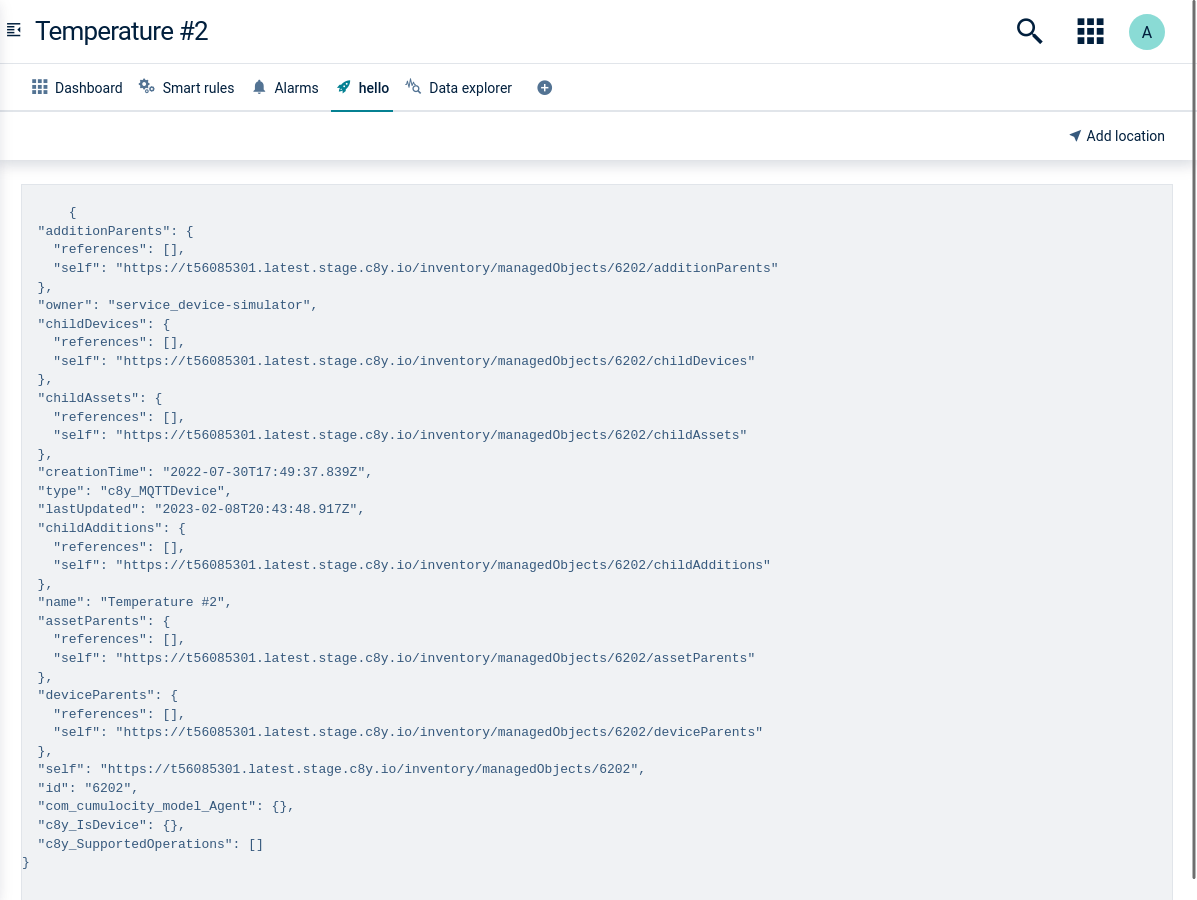 Temperature #2
A
Dashboard Smart rules Alarms hello Data explorer
Add location
{
"additionParents": {
"references": [],
"self": "https://t56085301.latest.stage.c8y.io/inventory/managedObjects/6202/additionParents"
},
"owner": "service_device-simulator",
"childDevices": {
"references": [],
"self": "https://t56085301.latest.stage.c8y.io/inventory/managedObjects/6202/childDevices"
},
"childAssets": {
"references": [],
"self": "https://t56085301.latest.stage.c8y.io/inventory/managedObjects/6202/childAssets"
},
"creationTime": "2022-07-30T17:49:37.839Z",
"type": "c8y_MQTTDevice",
"lastUpdated": "2023-02-08T20:43:48.917Z",
"childAdditions": {
"references": [],
"self": "https://t56085301.latest.stage.c8y.io/inventory/managedObjects/6202/childAdditions"
},
"name": "Temperature #2",
"assetParents": {
"references": [],
"self": "https://t56085301.latest.stage.c8y.io/inventory/managedObjects/6202/assetParents"
},
"deviceParents": {
"references": [],
"self": "https://t56085301.latest.stage.c8y.io/inventory/managedObjects/6202/deviceParents"
},
"self": "https://t56085301.latest.stage.c8y.io/inventory/managedObjects/6202",
"id": "6202",
"com_cumulocity_model_Agent": {},
"c8y_IsDevice": {},
"c8y_SupportedOperations": []
}